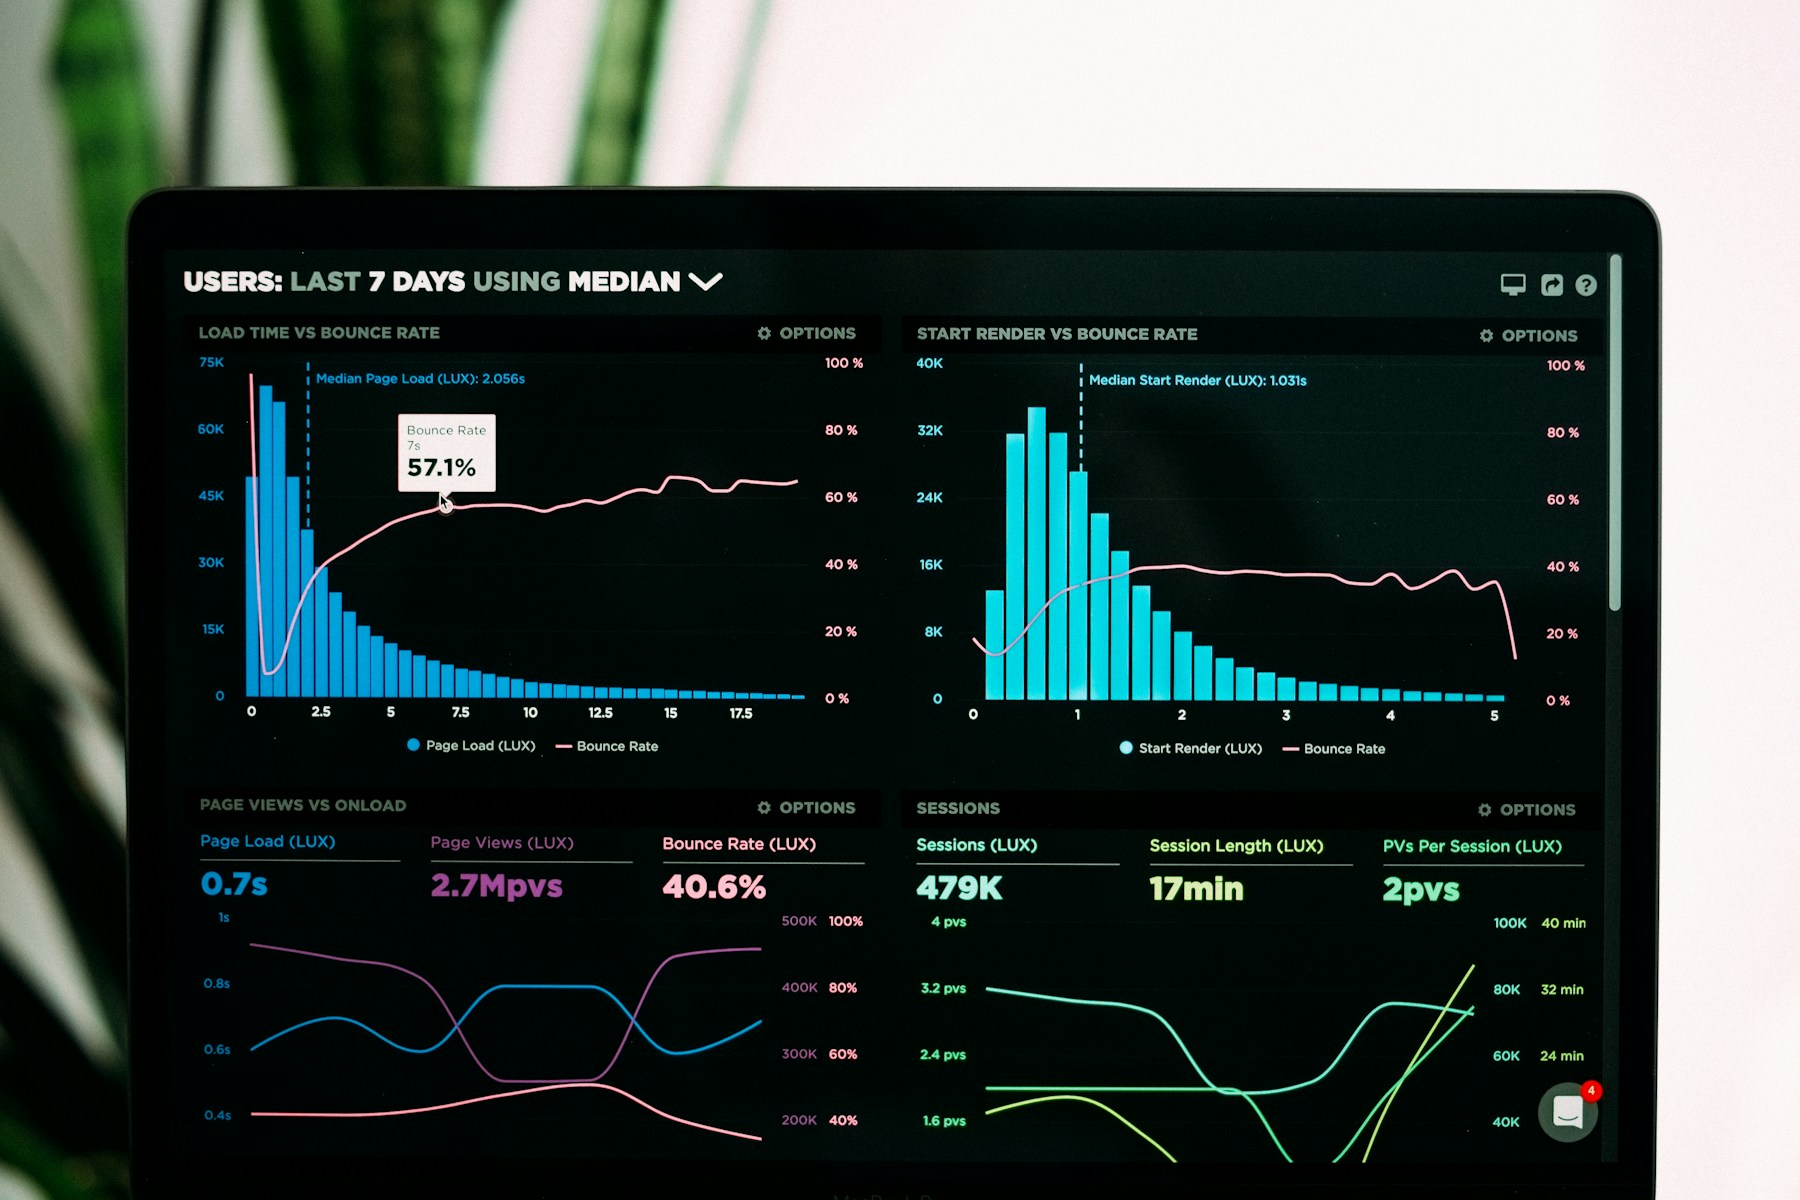 USERS: LAST 7 DAYS USING MEDIAN
LOAD TIME VS BOUNCE RATE
OPTIONS
75K
60K
45K
30K
15K
0
Median Page Load (LUX): 2.056s
Bounce Rate
7s
57.1%
100 %
80 %
60 %
40 %
20 %
0 %
0 2.5 5 7.5 10 12.5 15 17.5
Page Load (LUX) Bounce Rate
START RENDER VS BOUNCE RATE
OPTIONS
40K
32K
24K
16K
8K
0
Median Start Render (LUX): 1.031s
100 %
80 %
60 %
40 %
20 %
0 %
0 1 2 3 4 5
Start Render (LUX) Bounce Rate
PAGE VIEWS VS ONLOAD
OPTIONS
Page Load (LUX) Page Views (LUX) Bounce Rate (LUX)
0.7s 2.7Mpvs 40.6%
1s 500K 100%
0.8s 400K 80%
0.6s 300K 60%
0.4s 200K 40%
SESSIONS
OPTIONS
Sessions (LUX) Session Length (LUX) PVs Per Session (LUX)
479K 17min 2pvs
4 pvs 100K 40 min
3.2 pvs 80K 32 min
2.4 pvs 60K 24 min
1.6 pvs 40K
4